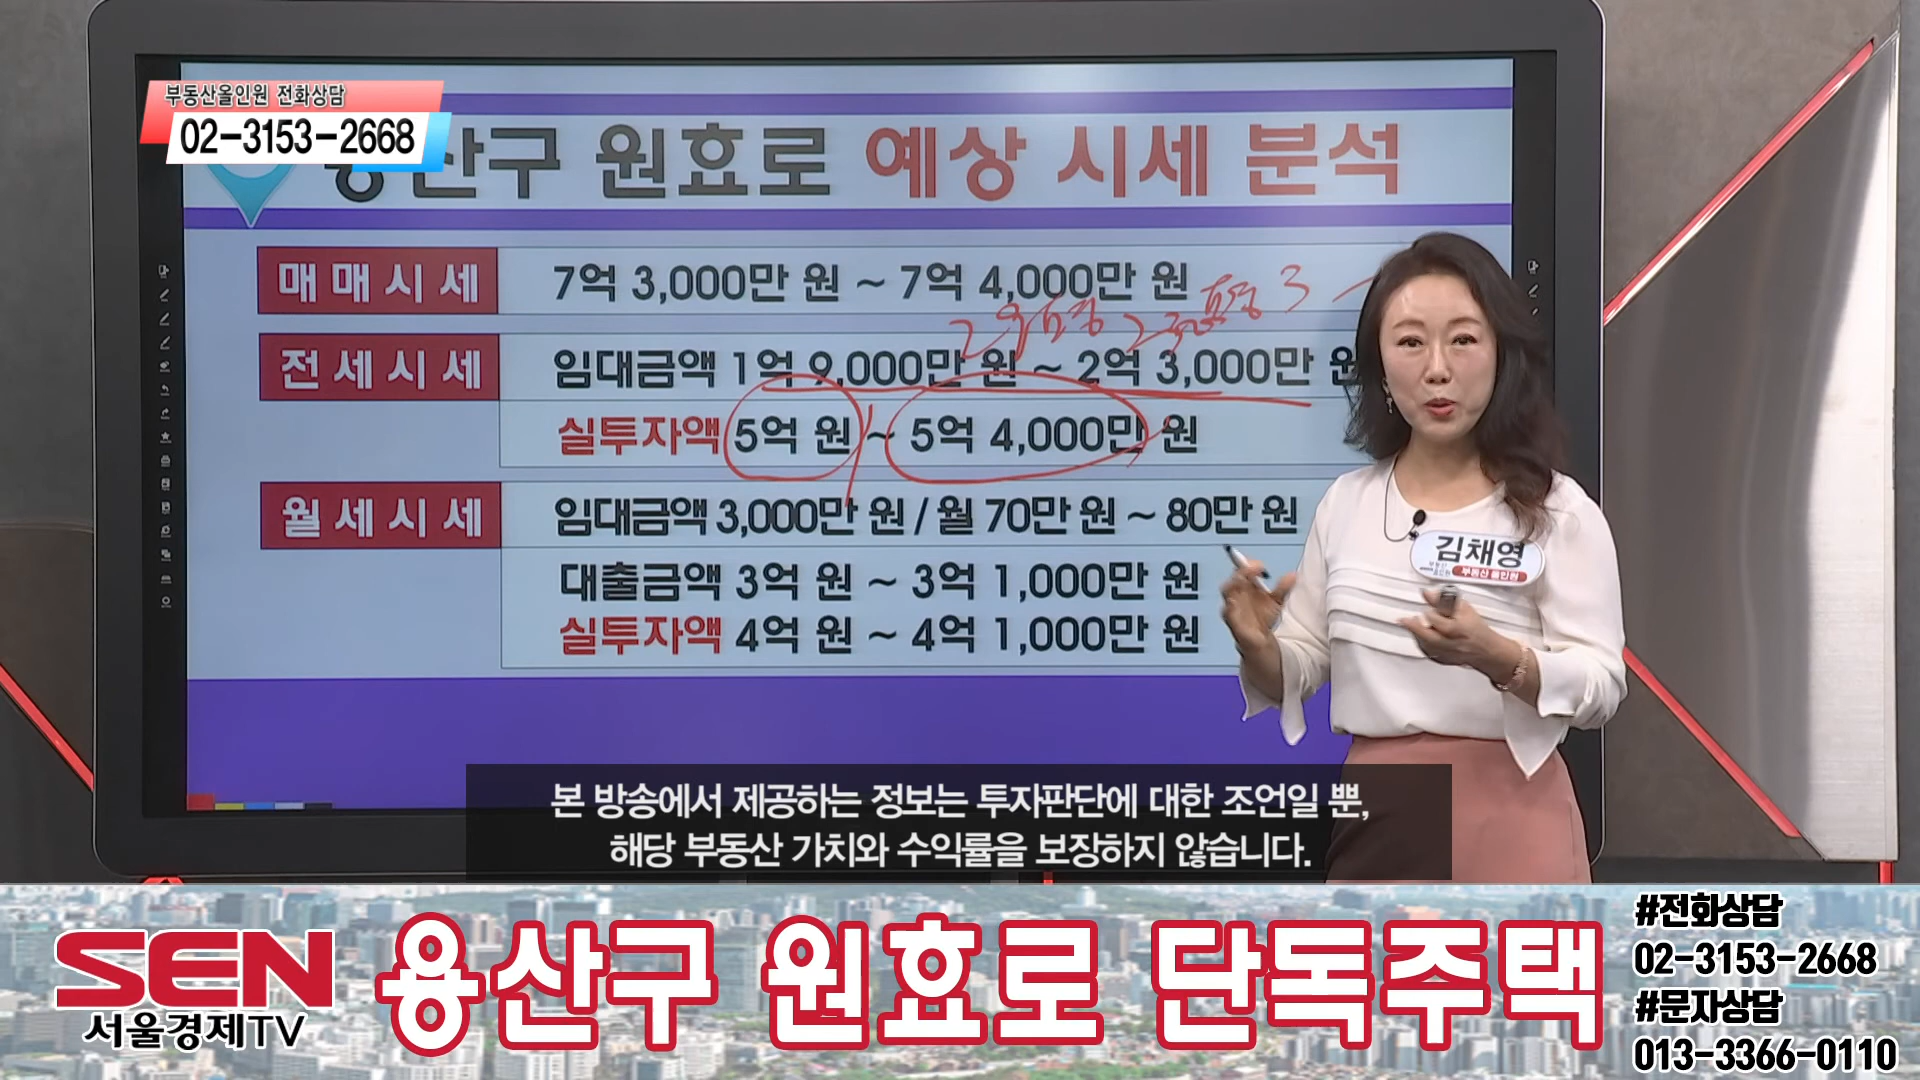 부동산올인원 전화상담
02-3153-2668
용산구 원효로 예상 시세 분석
매매시세
7억 3,000만 원 ~ 7억 4,000만 원
전세시세
임대금액 1억 9,000만 원 ~ 2억 3,000만 원
실투자액 5억 원 ~ 5억 4,000만 원
월세시세
임대금액 3,000만 원 / 월 70만 원 ~ 80만 원
대출금액 3억 원 ~ 3억 1,000만 원
실투자액 4억 원 ~ 4억 1,000만 원
김채영
부동산 올인원
본 방송에서 제공하는 정보는 투자판단에 대한 조언일 뿐,
해당 부동산 가치와 수익률을 보장하지 않습니다.
SEN
서울경제TV
용산구 원효로 단독주택
#전화상담
02-3153-2668
#문자상담
013-3366-0110